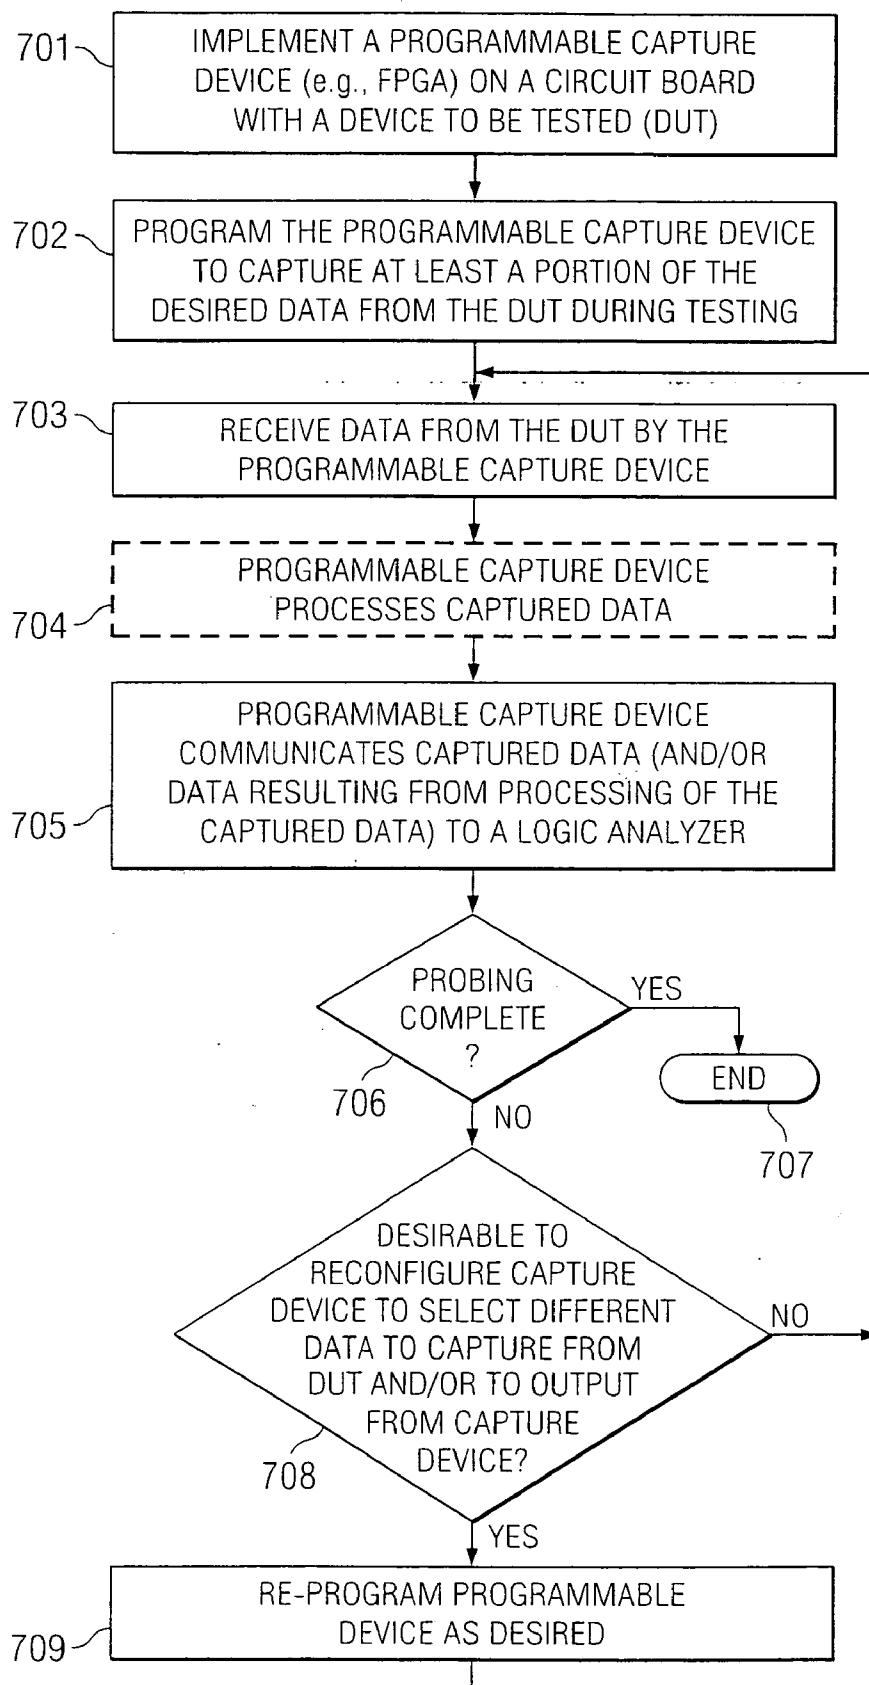 701
IMPLEMENT A PROGRAMMABLE CAPTURE
DEVICE (e.g., FPGA) ON A CIRCUIT BOARD
WITH A DEVICE TO BE TESTED (DUT)
702
PROGRAM THE PROGRAMMABLE CAPTURE DEVICE
TO CAPTURE AT LEAST A PORTION OF THE
DESIRED DATA FROM THE DUT DURING TESTING
703
RECEIVE DATA FROM THE DUT BY THE
PROGRAMMABLE CAPTURE DEVICE
PROGRAMMABLE CAPTURE DEVICE
PROCESSES CAPTURED DATA
704
PROGRAMMABLE CAPTURE DEVICE
COMMUNICATES CAPTURED DATA (AND/OR
DATA RESULTING FROM PROCESSING OF THE
CAPTURED DATA) TO A LOGIC ANALYZER
705
PROBING
COMPLETE
?
YES
706
END
707
NO
DESIRABLE TO
RECONFIGURE CAPTURE
DEVICE TO SELECT DIFFERENT
DATA TO CAPTURE FROM
DUT AND/OR TO OUTPUT
FROM CAPTURE
DEVICE?
NO
708
YES
RE-PROGRAM PROGRAMMABLE
DEVICE AS DESIRED
709